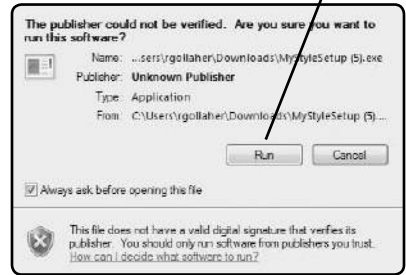 The publisher could not be verified. Are you sure you want to
run this software?
Name: ...sers\rgollaher\Downloads\MyStyleSetup (5).exe
Publisher: Unknown Publisher
Type: Application
From: C:\Users\rgollaher\Downloads\MyStyleSetup (5)....
Run Cancel
Always ask before opening this file
This file does not have a valid digital signature that verifies its
publisher. You should only run software from publishers you trust.
How can I decide what software to run?